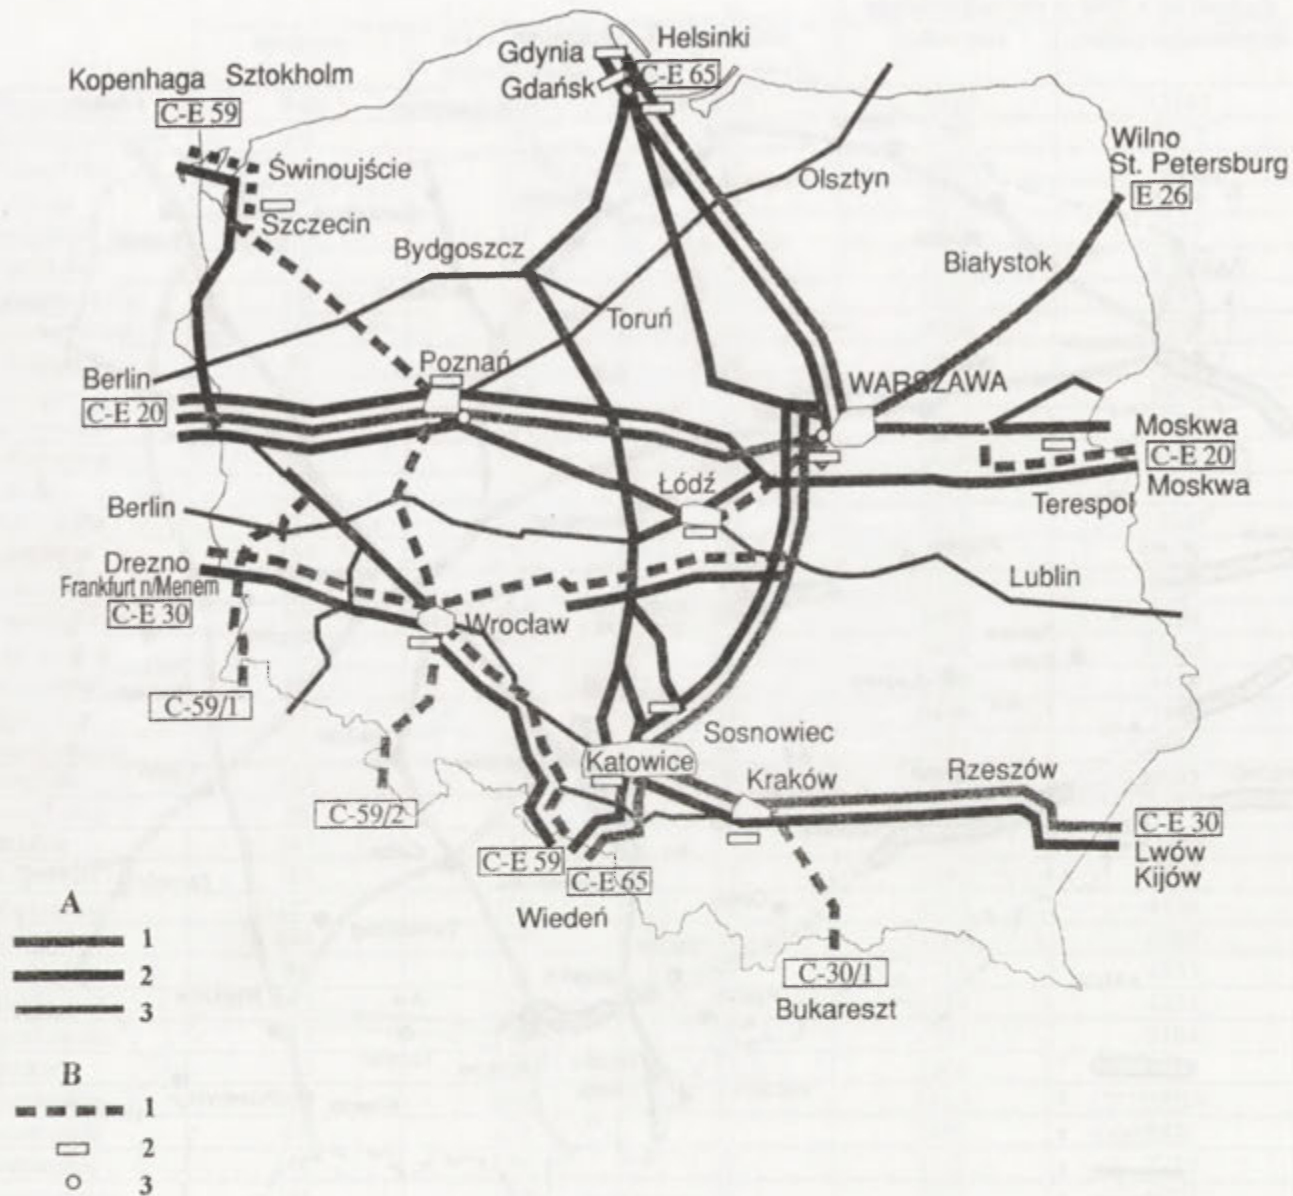 Gdynia
Helsinki
Kopenhaga Sztokholm
C-E 65
Gdańsk
C-E 59
Wilno
St. Petersburg
E 26
Świnoujście
Olsztyn
Szczecin
Bydgoszcz
Białystok
Toruń
Poznań
Berlin
WARSZAWA
C-E 20
Moskwa
C-E 20
Łódź
Moskwa
Terespol
Berlin
Drezno
Frankfurt n/Menem
C-E 30
Lublin
Wrocław
C-59/1
Sosnowiec
Katowice
Rzeszów
Kraków
C-59/2
C-E 30
Lwów
Kijów
C-E 59
C-E 65
Wiedeń
C-30/1
Bukareszt
A
1
2
3
B
1
2
3